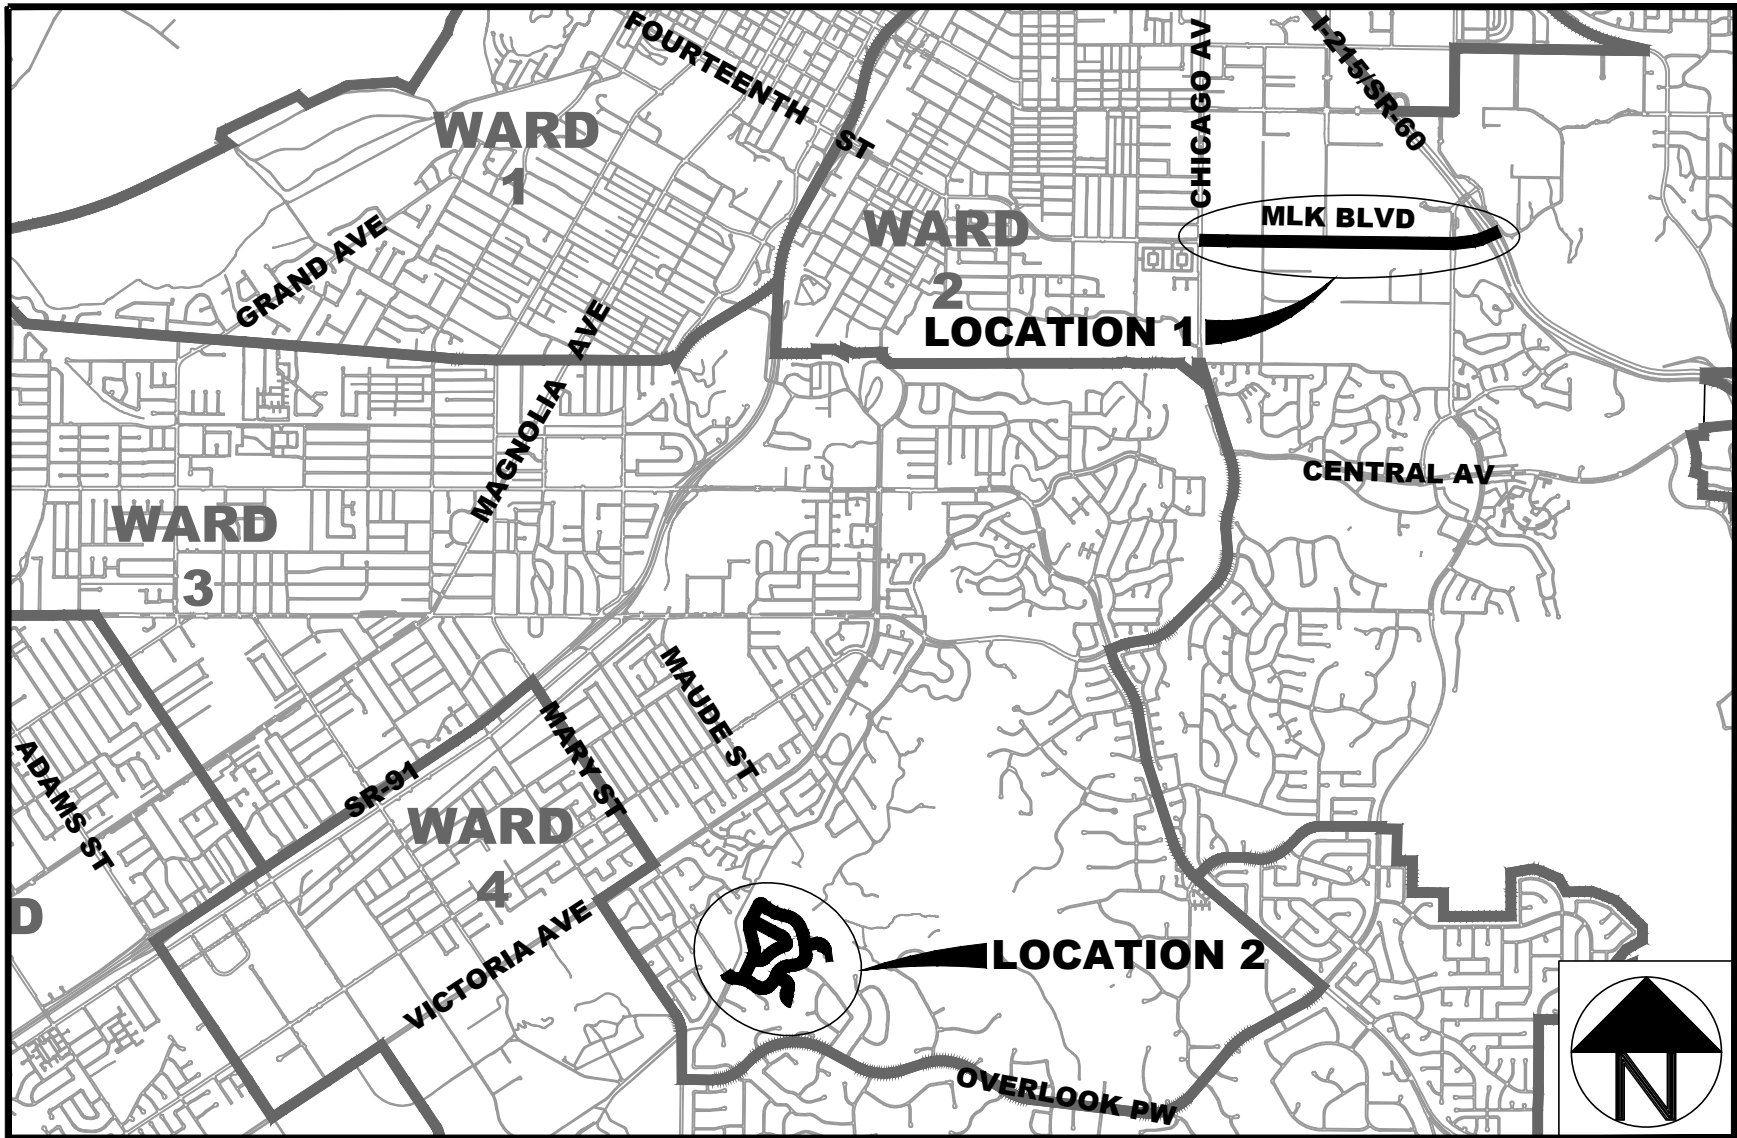 FOURTEENTH ST
CHICAGO AV
I-215/SR-60
WARD
1
MLK BLVD
WARD
2
GRAND AVE
LOCATION 1
MAGNOLIA AVE
CENTRAL AV
WARD
3
MAUDE ST
MARY ST
ADAMS ST
SR-91
WARD
4
D
VICTORIA AVE
LOCATION 2
OVERLOOK PW
N